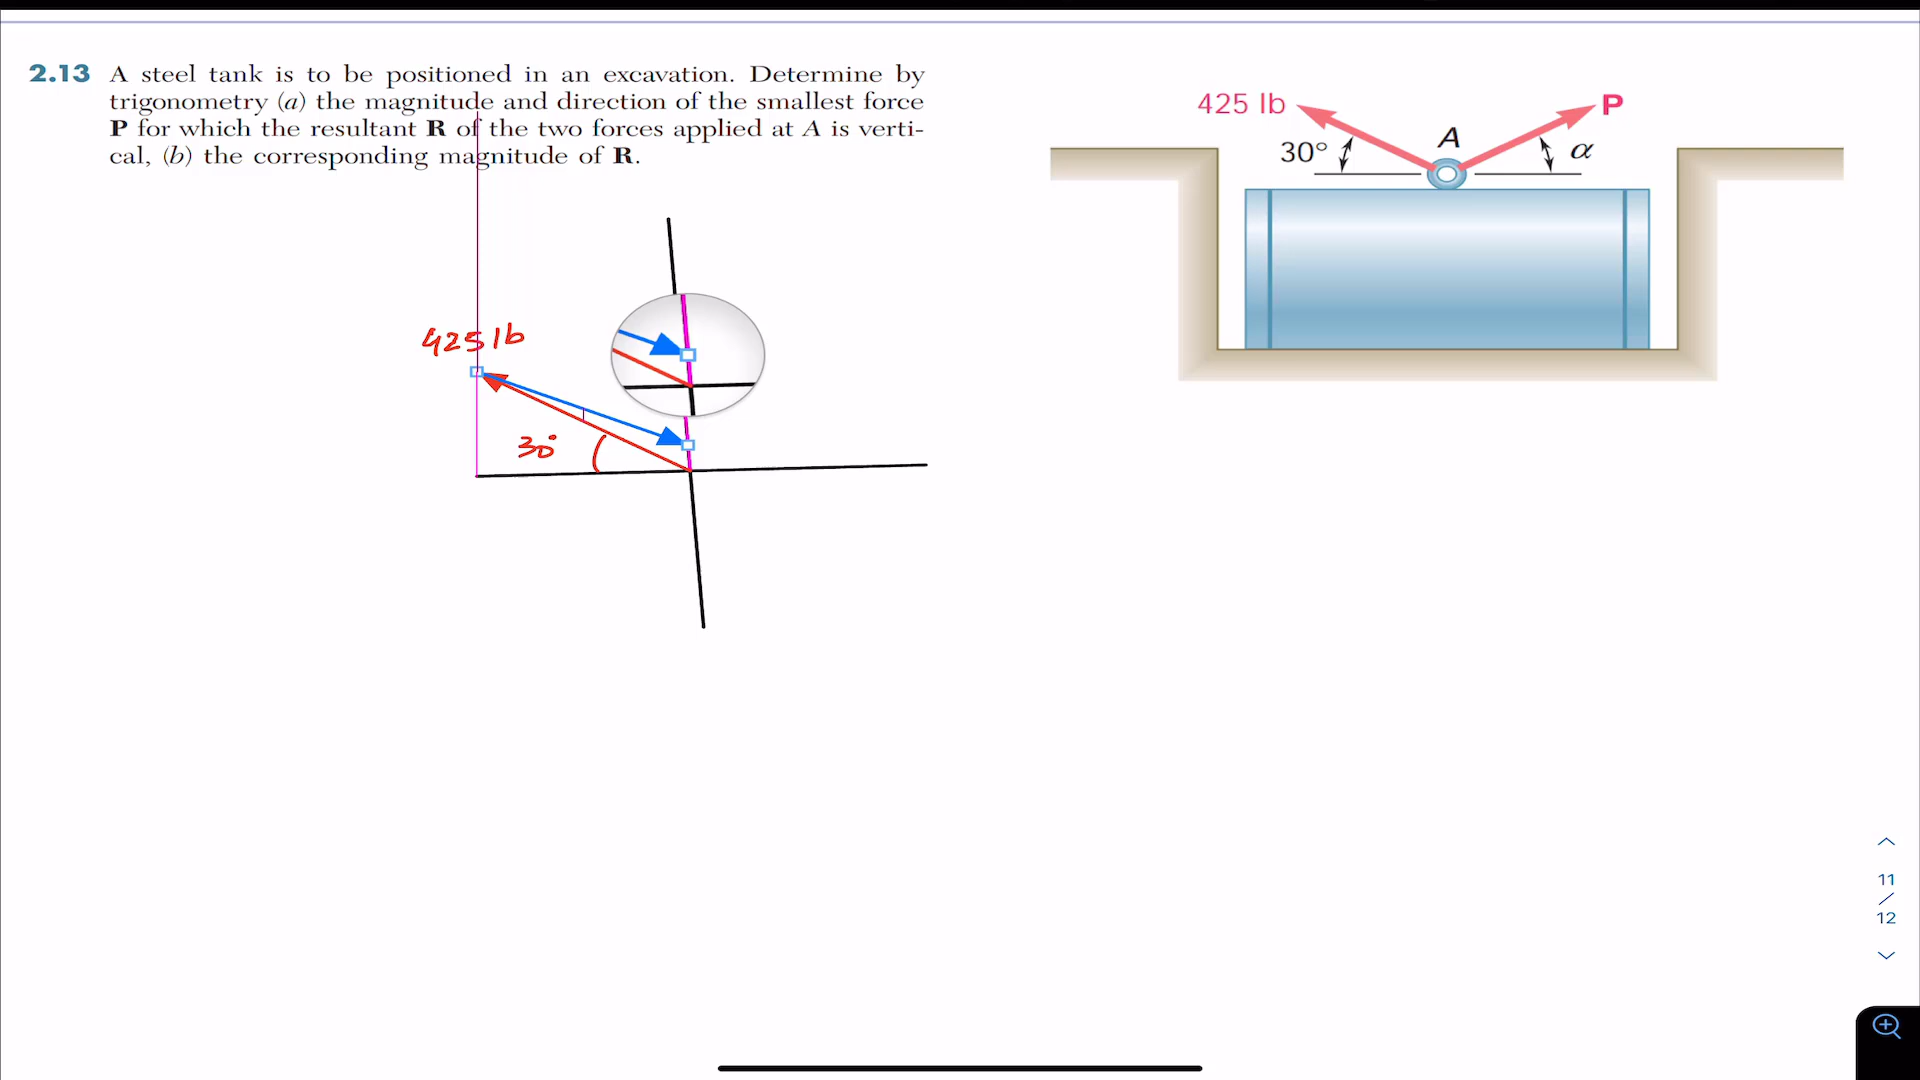 2.13 A steel tank is to be positioned in an excavation. Determine by
trigonometry (a) the magnitude and direction of the smallest force
P for which the resultant R of the two forces applied at A is verti-
cal, (b) the corresponding magnitude of R.
425 lb
P
A
30°
α
425 lb
30°
11
/
12